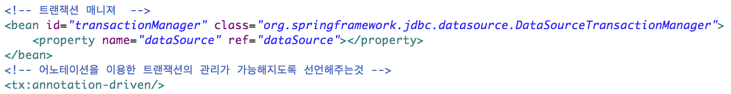 <!-- 트랜잭션 매니져  -->
<bean id="transactionManager" class="org.springframework.jdbc.datasource.DataSourceTransactionManager">
    <property name="dataSource" ref="dataSource"></property>
</bean>
<!-- 어노테이션을 이용한 트랜잭션의 관리가 가능해지도록 선언해주는것 -->
<tx:annotation-driven/>